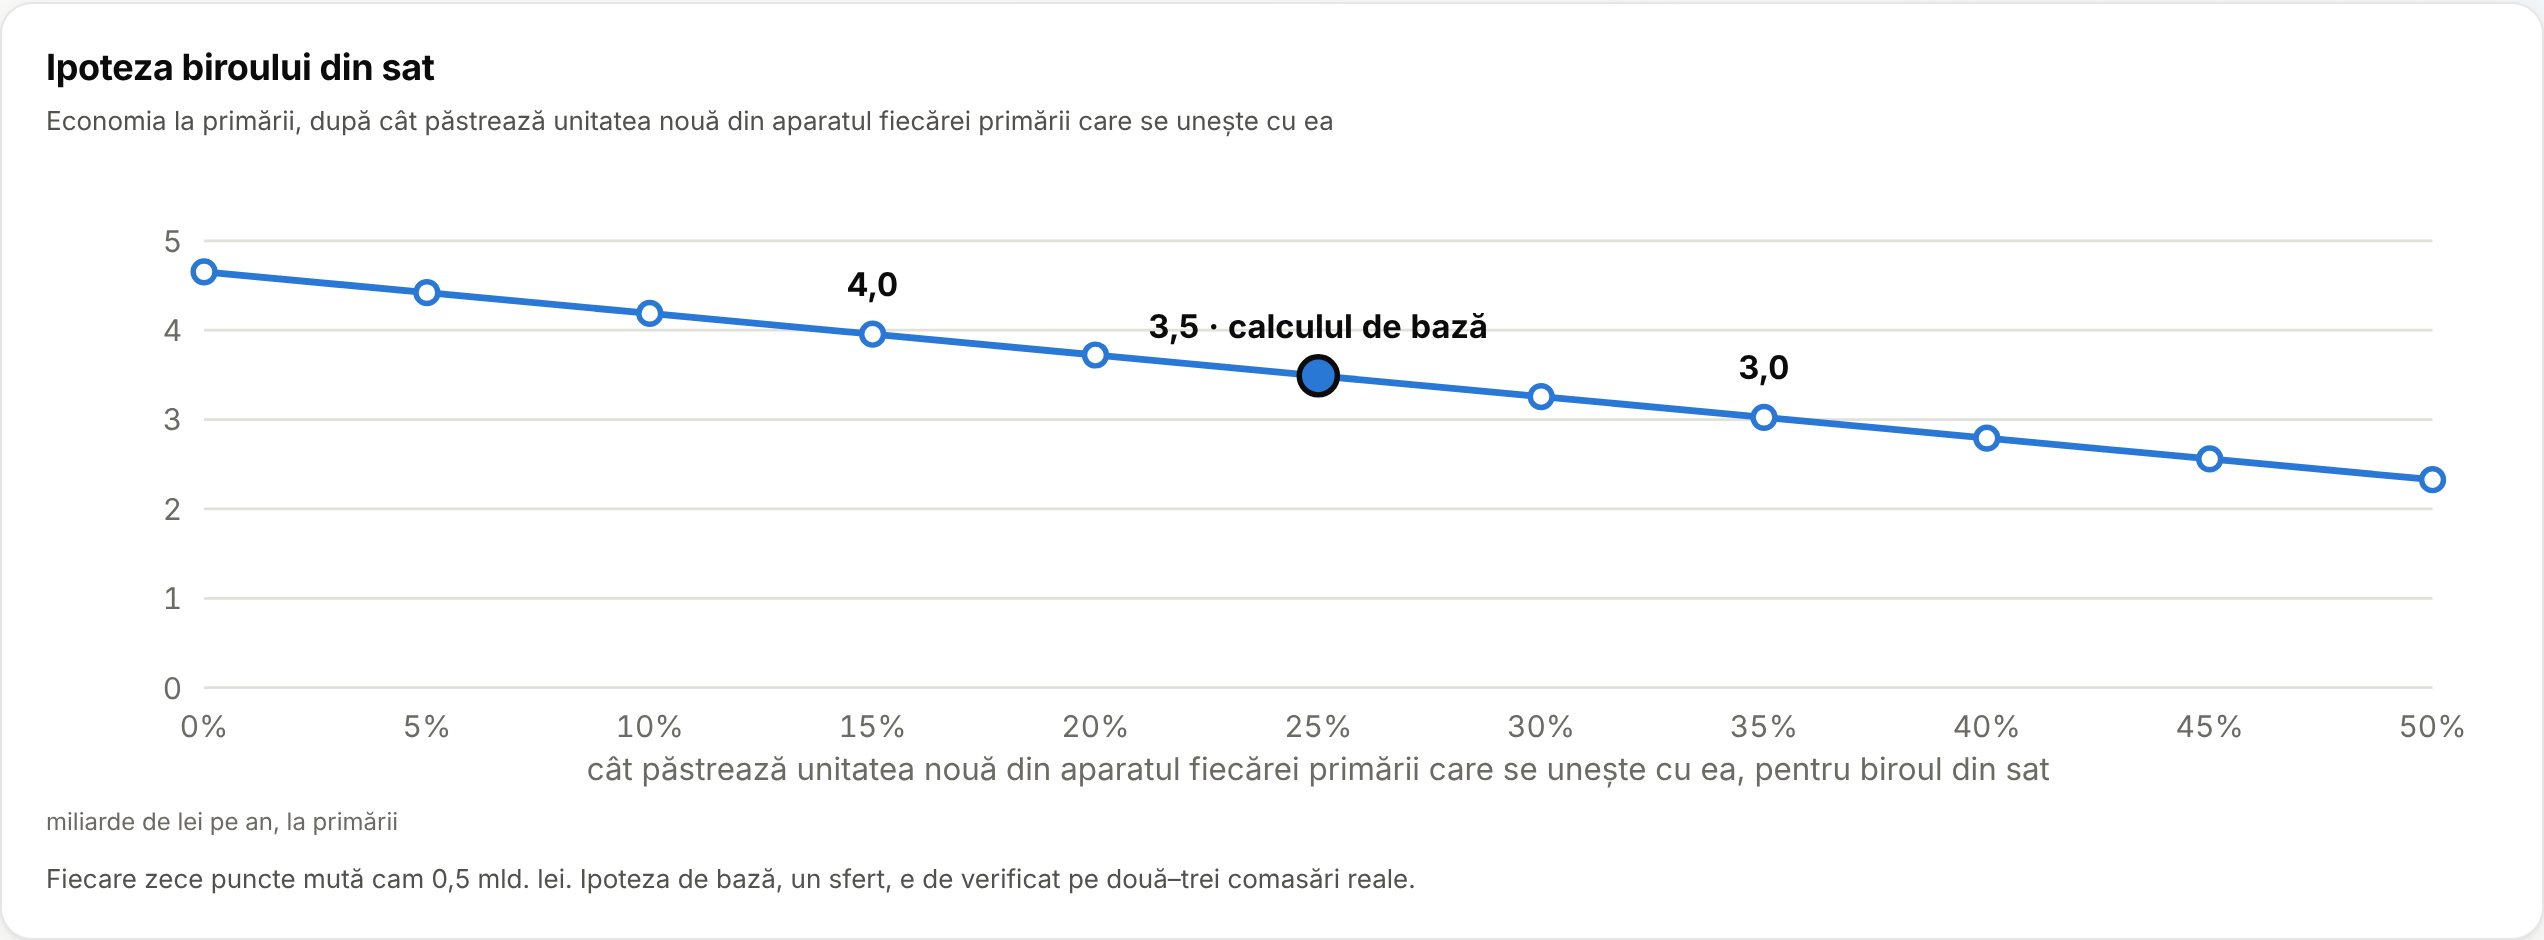 Ipoteza biroului din sat
Economia la primării, după cât păstrează unitatea nouă din aparatul fiecărei primării care se unește cu ea
5
4,0
4
3,5 · calculul de bază
3,0
3
2
1
0
0% 5% 10% 15% 20% 25% 30% 35% 40% 45% 50%
cât păstrează unitatea nouă din aparatul fiecărei primării care se unește cu ea, pentru biroul din sat
miliarde de lei pe an, la primării
Fiecare zece puncte mută cam 0,5 mld. lei. Ipoteza de bază, un sfert, e de verificat pe două–trei comasări reale.